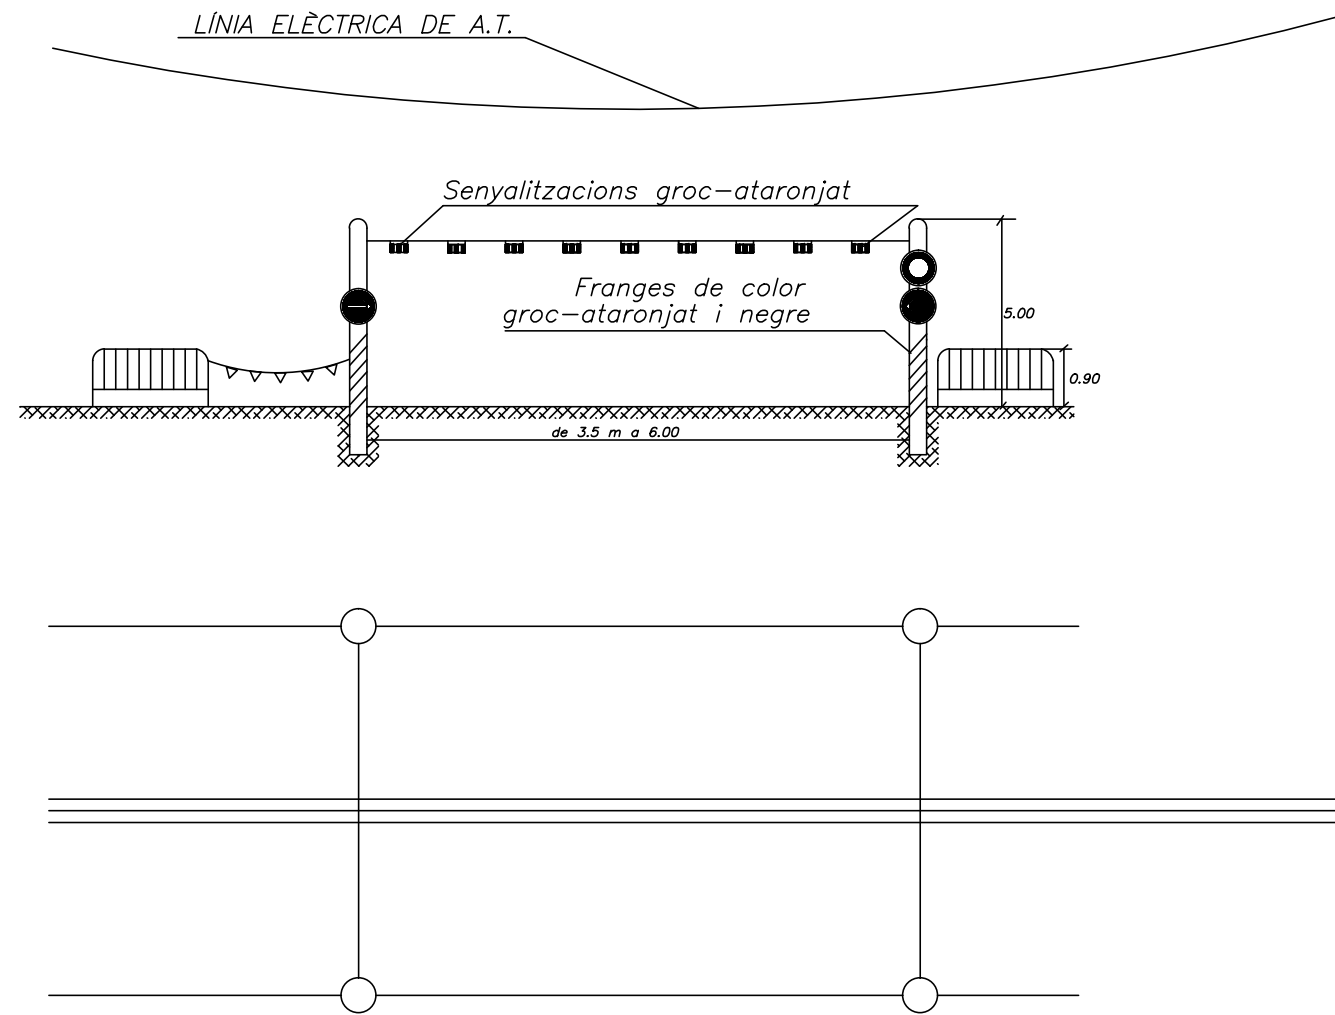 LÍNIA ELÈCTRICA DE A.T.
Senyalitzacions groc-ataronjat
Franges de color
groc-ataronjat i negre
5.00
0.90
de 3.5 m a 6.00